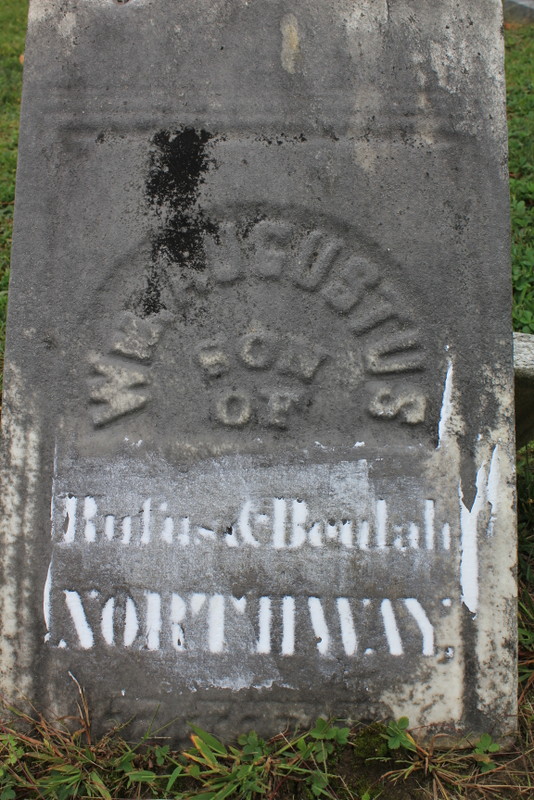 WM AUGUSTUS
SON
OF
Rufus & Beulah
NORTHWAY,